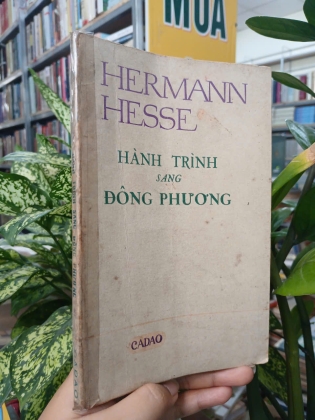 MUA
HERMANN
HESSE
HÀNH TRÌNH
SANG
ĐÔNG PHƯƠNG
CADAO